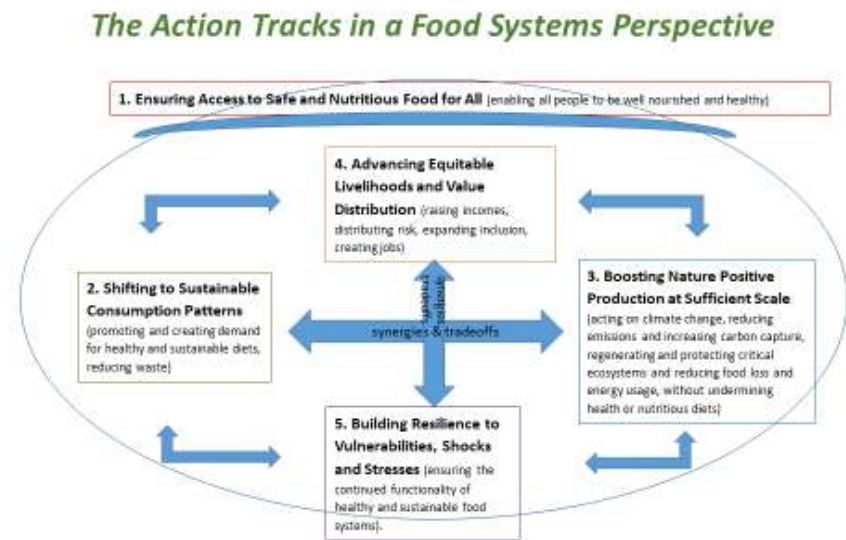 The Action Tracks in a Food Systems Perspective
1. Ensuring Access to Safe and Nutritious Food for All (enabling all people to be well nourished and healthy)
4. Advancing Equitable
Livelihoods and Value
Distribution (raising incomes,
distributing risk, expanding inclusion,
creating jobs)
2. Shifting to Sustainable
Consumption Patterns
(promoting and creating demand
for healthy and sustainable diets,
reducing waste)
synergies & tradeoffs
synergies
tradeoffs
3. Boosting Nature Positive
Production at Sufficient Scale
(acting on climate change, reducing
emissions and increasing carbon capture,
regenerating and protecting critical
ecosystems and reducing food loss and
energy usage, without undermining
health or nutritious diets)
5. Building Resilience to
Vulnerabilities, Shocks
and Stresses (ensuring the
continued functionality of
healthy and sustainable food
systems).